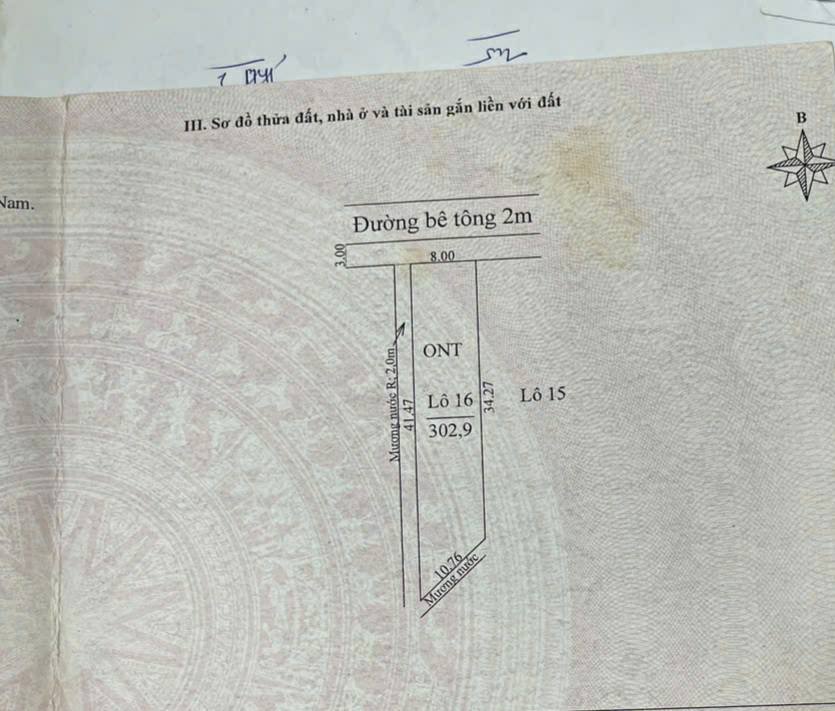 III. Sơ đồ thửa đất, nhà ở và tài sản gắn liền với đất
B
Nam.
Đường bê tông 2m
3.00
8.00
ONT
Mương nước R: 2,0m
41.47
Lô 16
302,9
34.27
Lô 15
10.76
Mương nước